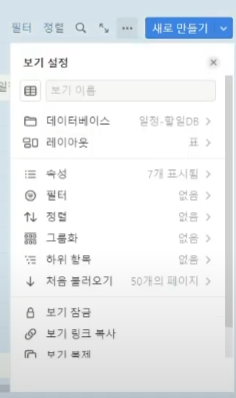 필터 정렬 새로 만들기
보기 설정
보기 이름
데이터베이스 일정-할일DB
레이아웃 표
속성 7개 표시됨
필터 없음
정렬 없음
그룹화 없음
하위 항목 없음
처음 불러오기 50개의 페이지
보기 잠금
보기 링크 복사
보기 복제